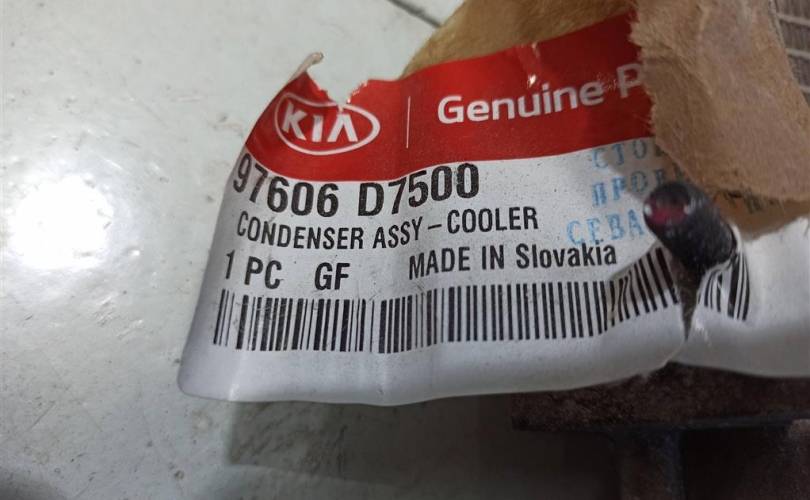 KIA Genuine
97606 D7500
CONDENSER ASSY-COOLER
1 PC GF MADE IN Slovakia